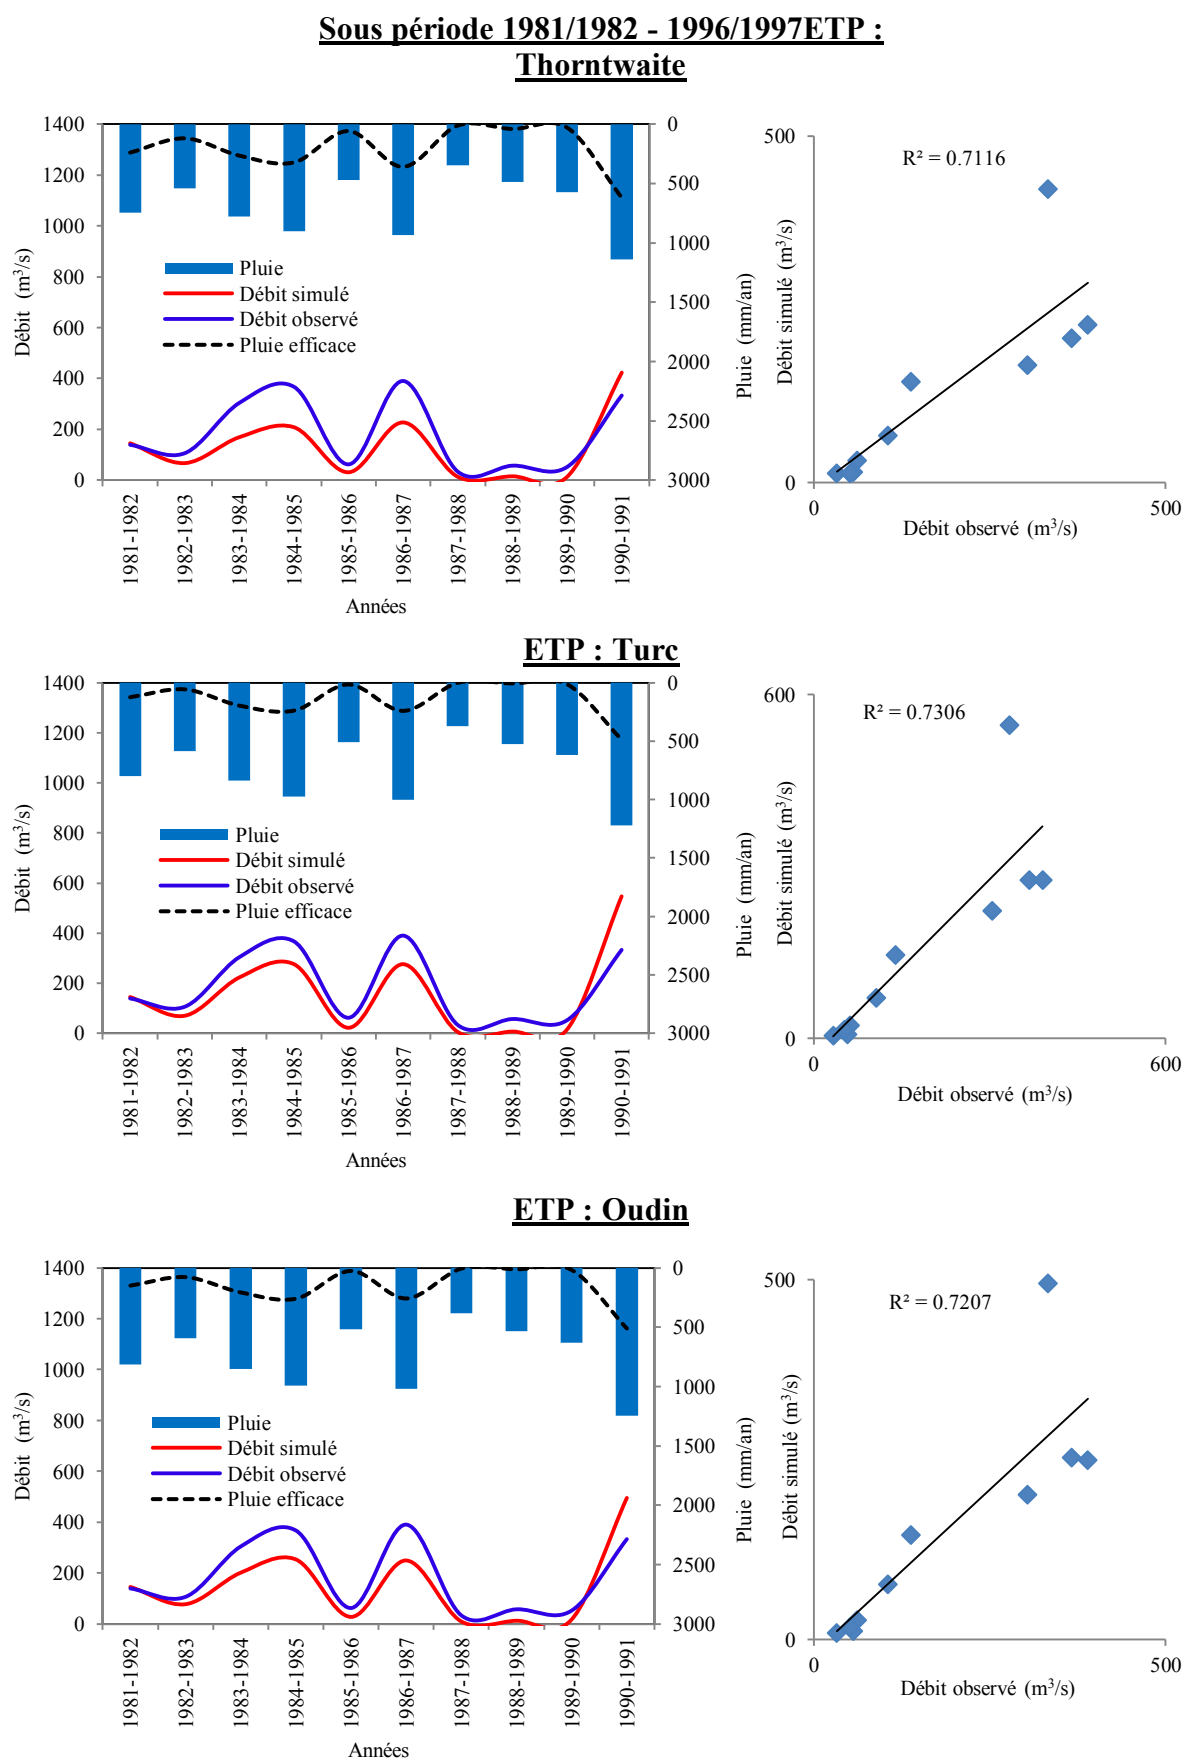 Sous période 1981/1982 - 1996/1997ETP :
Thorntwaite
1400
1200
1000
800
600
400
200
0
Débit (m³/s)
0
500
1000
1500
2000
2500
3000
Pluie (mm/an)
Pluie
Débit simulé
Débit observé
Pluie efficace
1981-1982
1982-1983
1983-1984
1984-1985
1985-1986
1986-1987
1987-1988
1988-1989
1989-1990
1990-1991
Années
500
0
Débit simulé (m³/s)
R² = 0.7116
0
500
Débit observé (m³/s)
ETP : Turc
1400
1200
1000
800
600
400
200
0
Débit (m³/s)
0
500
1000
1500
2000
2500
3000
Pluie (mm/an)
Pluie
Débit simulé
Débit observé
Pluie efficace
1981-1982
1982-1983
1983-1984
1984-1985
1985-1986
1986-1987
1987-1988
1988-1989
1989-1990
1990-1991
Années
600
0
Débit simulé (m³/s)
R² = 0.7306
0
600
Débit observé (m³/s)
ETP : Oudin
1400
1200
1000
800
600
400
200
0
Débit (m³/s)
0
500
1000
1500
2000
2500
3000
Pluie (mm/an)
Pluie
Débit simulé
Débit observé
Pluie efficace
1981-1982
1982-1983
1983-1984
1984-1985
1985-1986
1986-1987
1987-1988
1988-1989
1989-1990
1990-1991
Années
500
0
Débit simulé (m³/s)
R² = 0.7207
0
500
Débit observé (m³/s)